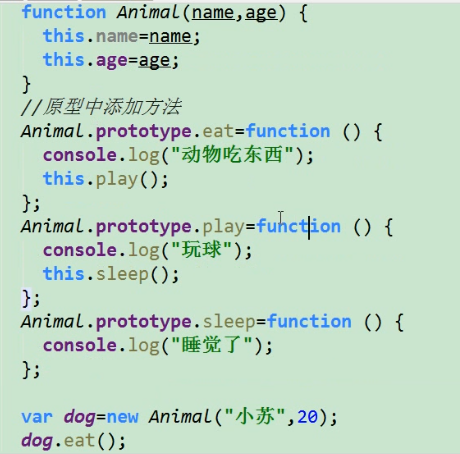 function Animal(name,age) {
  this.name=name;
  this.age=age;
}
//原型中添加方法
Animal.prototype.eat=function () {
  console.log("动物吃东西");
  this.play();
};
Animal.prototype.play=function () {
  console.log("玩球");
  this.sleep();
};
Animal.prototype.sleep=function () {
  console.log("睡觉了");
};

var dog=new Animal("小苏",20);
dog.eat();